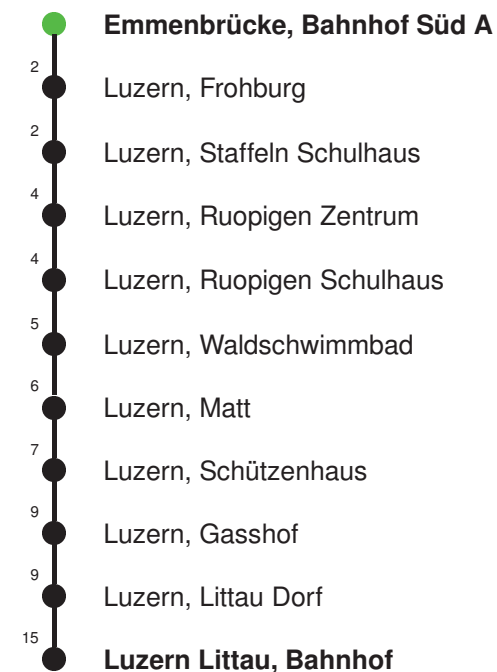 Emmenbrücke, Bahnhof Süd A
2
Luzern, Frohburg
2
Luzern, Staffeln Schulhaus
4
Luzern, Ruopigen Zentrum
4
Luzern, Ruopigen Schulhaus
5
Luzern, Waldschwimmbad
6
Luzern, Matt
7
Luzern, Schützenhaus
9
Luzern, Gasshof
9
Luzern, Littau Dorf
15
Luzern Littau, Bahnhof